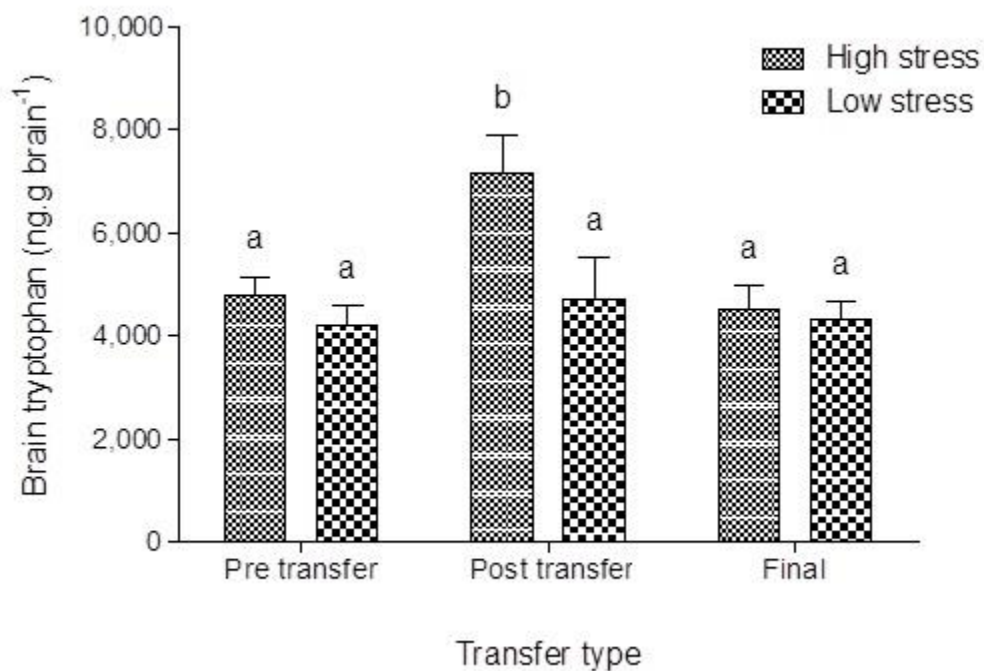 10,000
8,000
6,000
4,000
2,000
0
Brain tryptophan (ng.g brain⁻¹)
High stress
Low stress
a
a
b
a
a
a
Pre transfer
Post transfer
Final
Transfer type